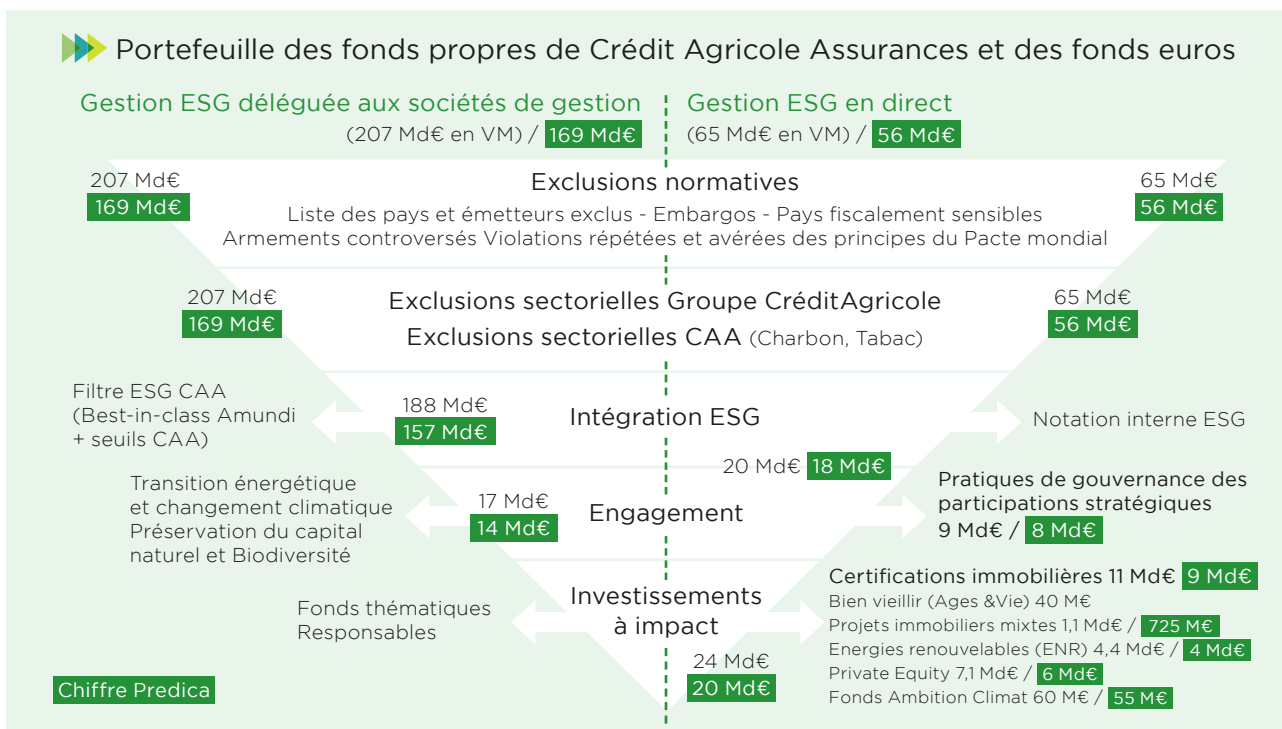 Portefeuille des fonds propres de Crédit Agricole Assurances et des fonds euros
Gestion ESG déléguée aux sociétés de gestion
(207 Md€ en VM) / 169 Md€
Gestion ESG en direct
(65 Md€ en VM) / 56 Md€
207 Md€
169 Md€
Exclusions normatives
Liste des pays et émetteurs exclus - Embargos - Pays fiscalement sensibles
Armements controversés Violations répétées et avérées des principes du Pacte mondial
65 Md€
56 Md€
207 Md€
169 Md€
Exclusions sectorielles Groupe CréditAgricole
Exclusions sectorielles CAA (Charbon, Tabac)
65 Md€
56 Md€
Filtre ESG CAA
(Best-in-class Amundi
+ seuils CAA)
188 Md€
157 Md€
Intégration ESG
Notation interne ESG
20 Md€ 18 Md€
Transition énergétique
et changement climatique
Préservation du capital
naturel et Biodiversité
17 Md€
14 Md€
Engagement
Pratiques de gouvernance des
participations stratégiques
9 Md€ / 8 Md€
Fonds thématiques
Responsables
Investissements
à impact
24 Md€
20 Md€
Certifications immobilières 11 Md€ 9 Md€
Bien vieillir (Ages &Vie) 40 M€
Projets immobiliers mixtes 1,1 Md€ / 725 M€
Energies renouvelables (ENR) 4,4 Md€ / 4 Md€
Private Equity 7,1 Md€ / 6 Md€
Fonds Ambition Climat 60 M€ / 55 M€
Chiffre Predica